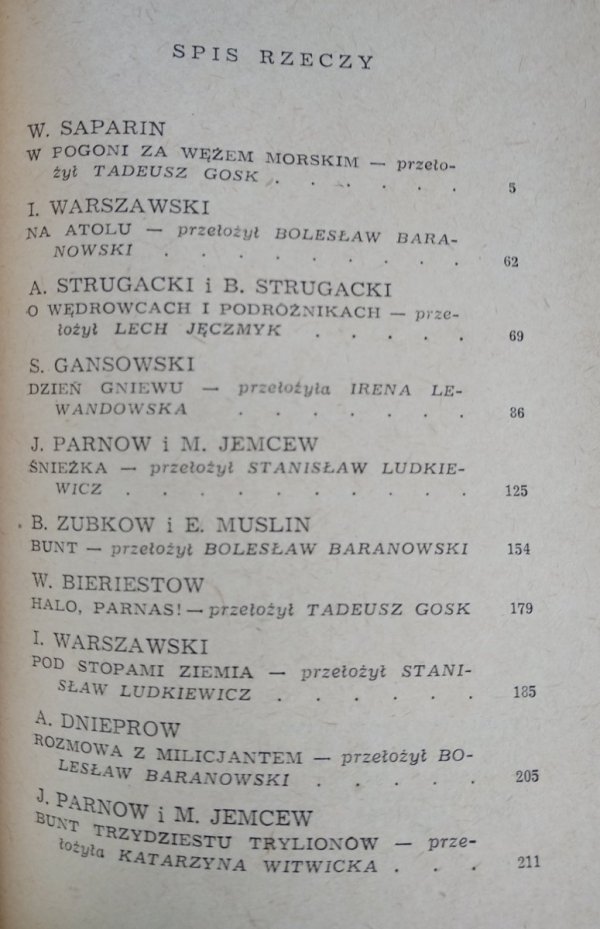 SPIS RZECZY
W. SAPARIN
W POGONI ZA WĘŻEM MORSKIM — przeło-
żył TADEUSZ GOSK . . . . . . 5
I. WARSZAWSKI
NA ATOLU — przełożył BOLESŁAW BARA-
NOWSKI . . . . . . . . . 62
A. STRUGACKI i B. STRUGACKI
O WĘDROWCACH I PODRÓŻNIKACH — prze-
łożył LECH JĘCZMYK . . . . . 69
S. GANSOWSKI
DZIEŃ GNIEWU — przełożyła IRENA LE-
WANDOWSKA . . . . . . . 86
J. PARNOW i M. JEMCEW
ŚNIEŻKA — przełożył STANISŁAW LUDKIE-
WICZ . . . . . . . . . . 125
B. ZUBKOW i E. MUSLIN
BUNT — przełożył BOLESŁAW BARANOWSKI 154
W. BIERIESTOW
HALO, PARNAS! — przełożył TADEUSZ GOSK 179
I. WARSZAWSKI
POD STOPAMI ZIEMIA — przełożył STANI-
SŁAW LUDKIEWICZ . . . . . . 185
A. DNIEPROW
ROZMOWA Z MILICJANTEM — przełożył BO-
LESŁAW BARANOWSKI . . . . . 205
J. PARNOW i M. JEMCEW
BUNT TRZYDZIESTU TRYLIONÓW — prze-
łożyła KATARZYNA WITWICKA . . . 211